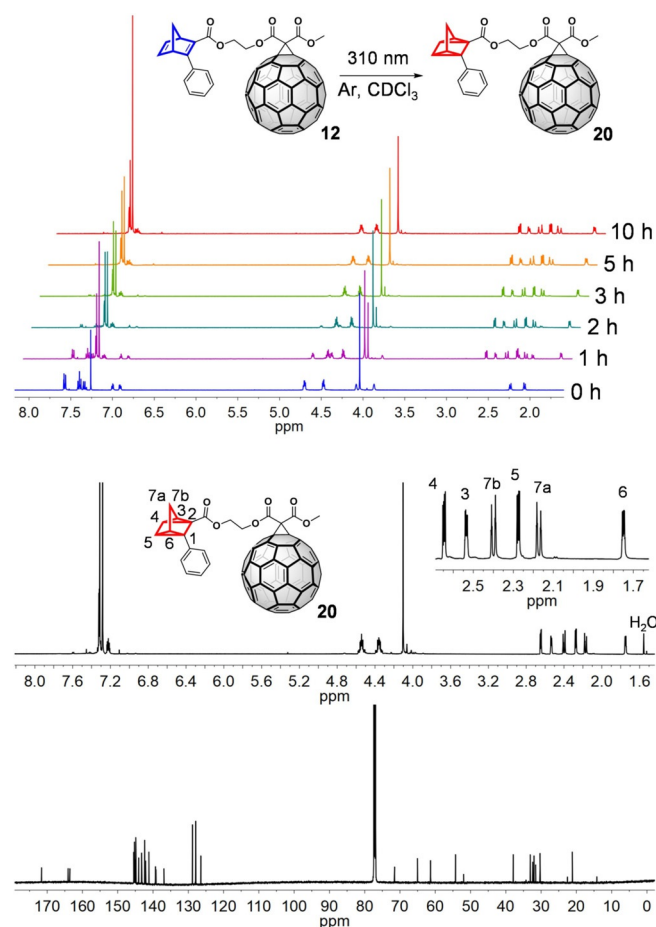 310 nm
Ar, CDCl3
O
O
O
O
O
O
12
O
O
O
O
O
O
20
10 h
5 h
3 h
2 h
1 h
0 h
8.0 7.5 7.0 6.5 6.0 5.5 5.0 4.5 4.0 3.5 3.0 2.5 2.0
ppm
7a 7b
4 3 2
5 6 1
O
O
O
O
O
O
20
4 3 7b 5 7a 6
2.5 2.3 2.1 1.9 1.7
ppm
H2O
8.0 7.6 7.2 6.8 6.4 6.0 5.6 5.2 4.8 4.4 4.0 3.6 3.2 2.8 2.4 2.0 1.6
ppm
170 150 130 110 100 90 80 70 60 50 40 30 20 10 0
ppm